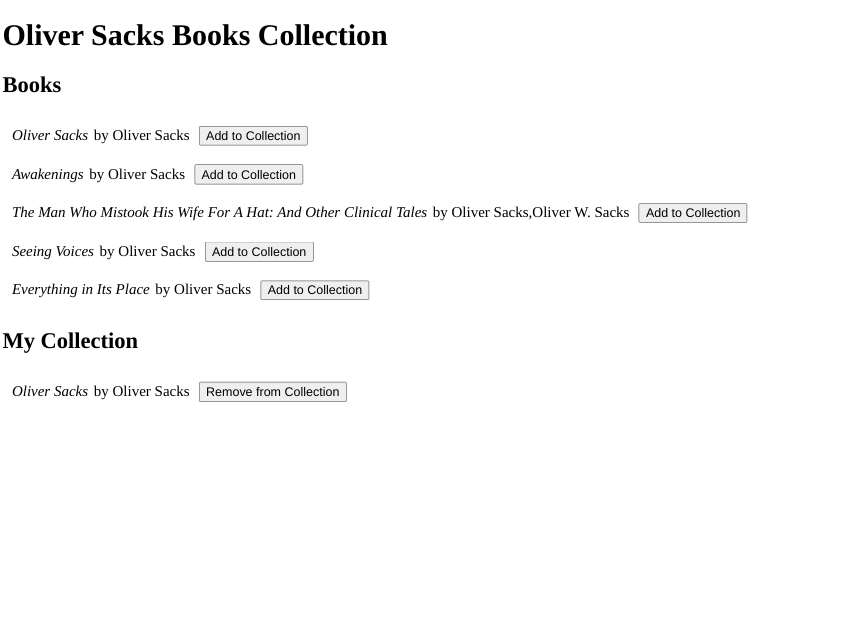 Oliver Sacks Books Collection
Books
Oliver Sacks by Oliver Sacks Add to Collection
Awakenings by Oliver Sacks Add to Collection
The Man Who Mistook His Wife For A Hat: And Other Clinical Tales by Oliver Sacks,Oliver W. Sacks Add to Collection
Seeing Voices by Oliver Sacks Add to Collection
Everything in Its Place by Oliver Sacks Add to Collection
My Collection
Oliver Sacks by Oliver Sacks Remove from Collection